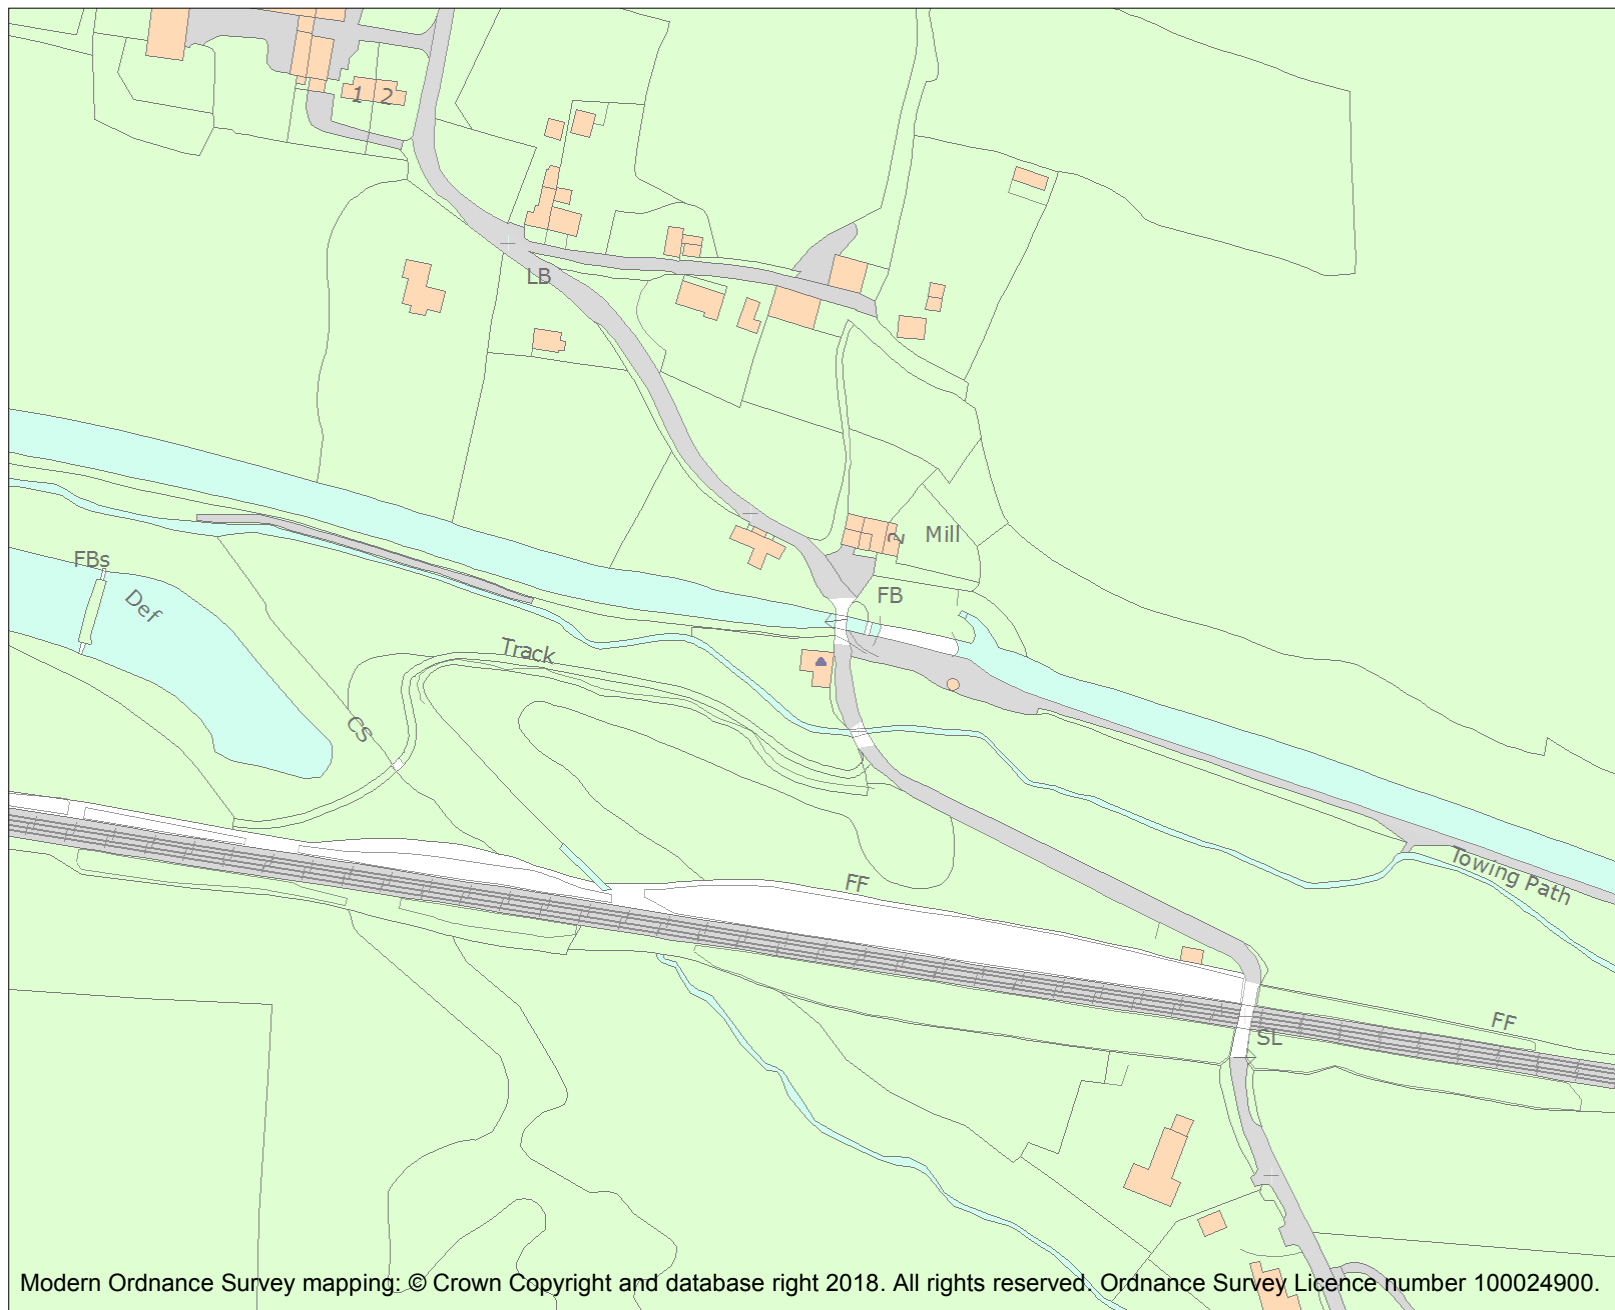 1 2
LB
2
Mill
FBs
Def
FB
Track
CS
Towing Path
FF
FF
SL
Modern Ordnance Survey mapping: © Crown Copyright and database right 2018. All rights reserved. Ordnance Survey Licence number 100024900.